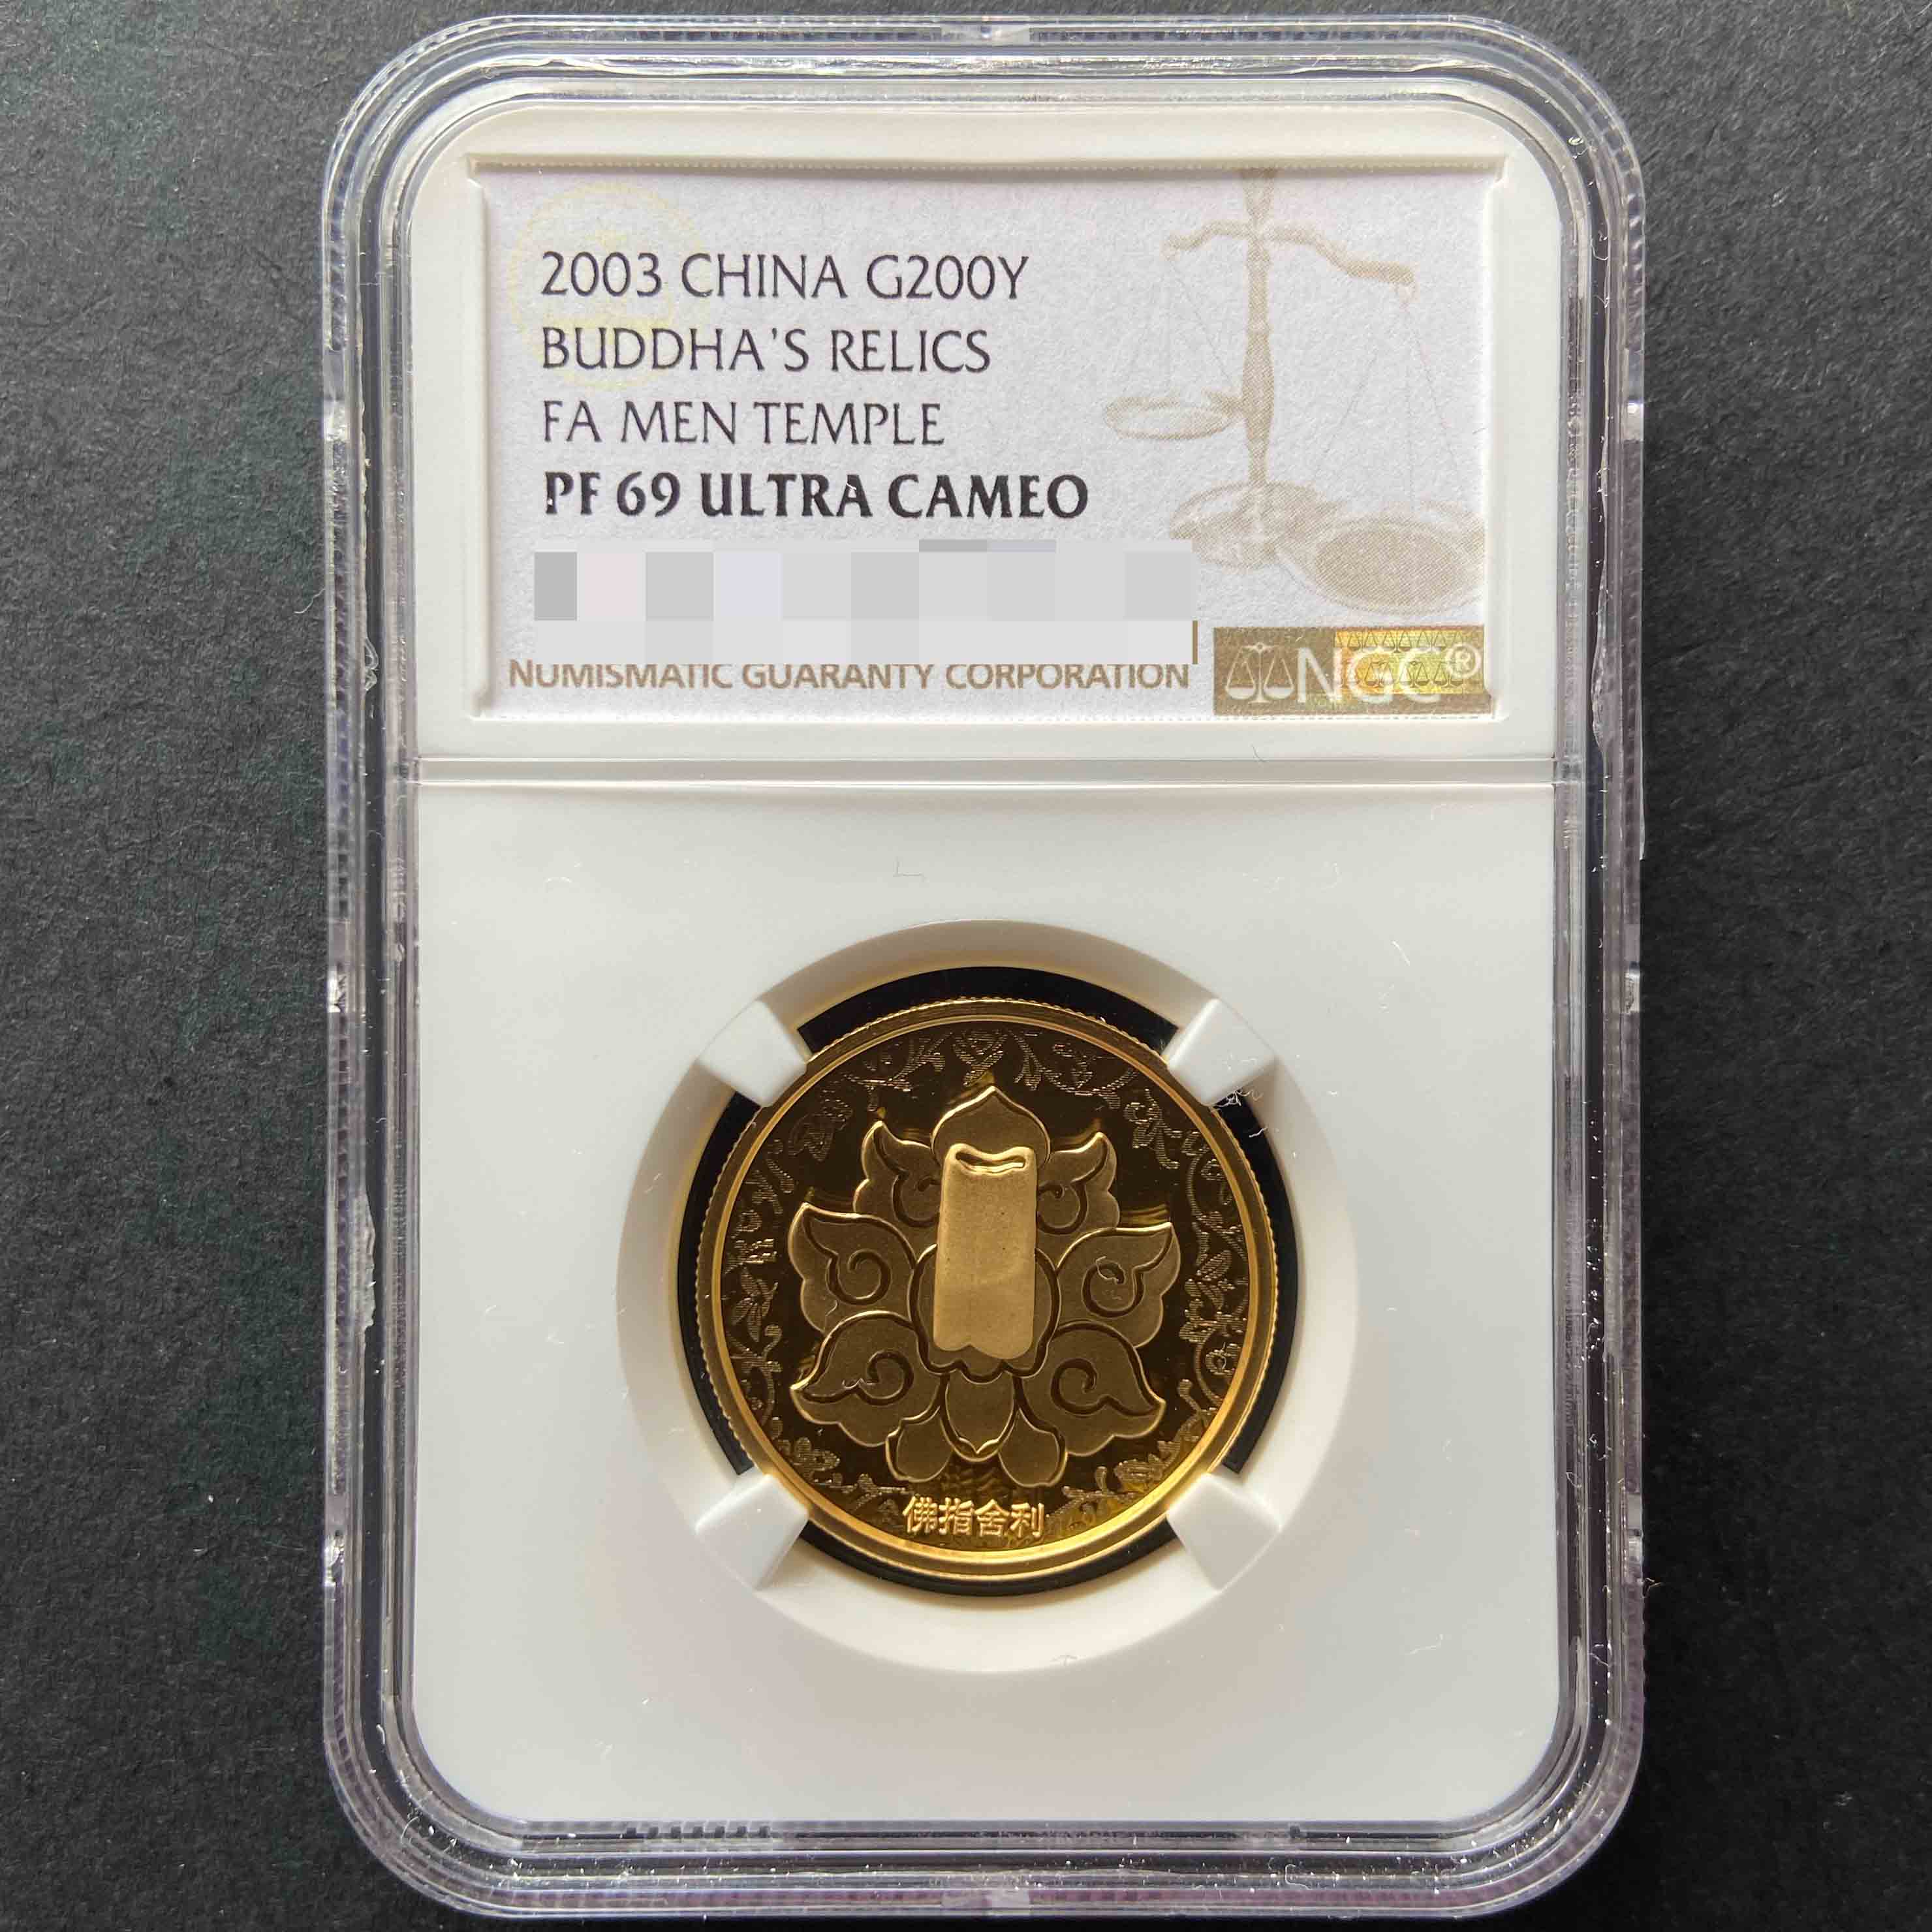 2003 CHINA G200Y
BUDDHA'S RELICS
FA MEN TEMPLE
PF 69 ULTRA CAMEO
NUMISMATIC GUARANTY CORPORATION
NGC®
佛指舍利